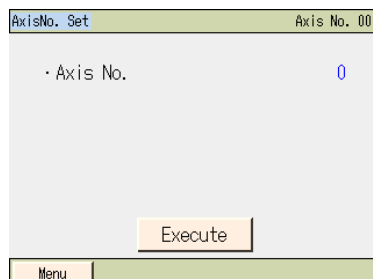 AxisNo. Set Axis No. 00
・Axis No. 0
Execute
Menu